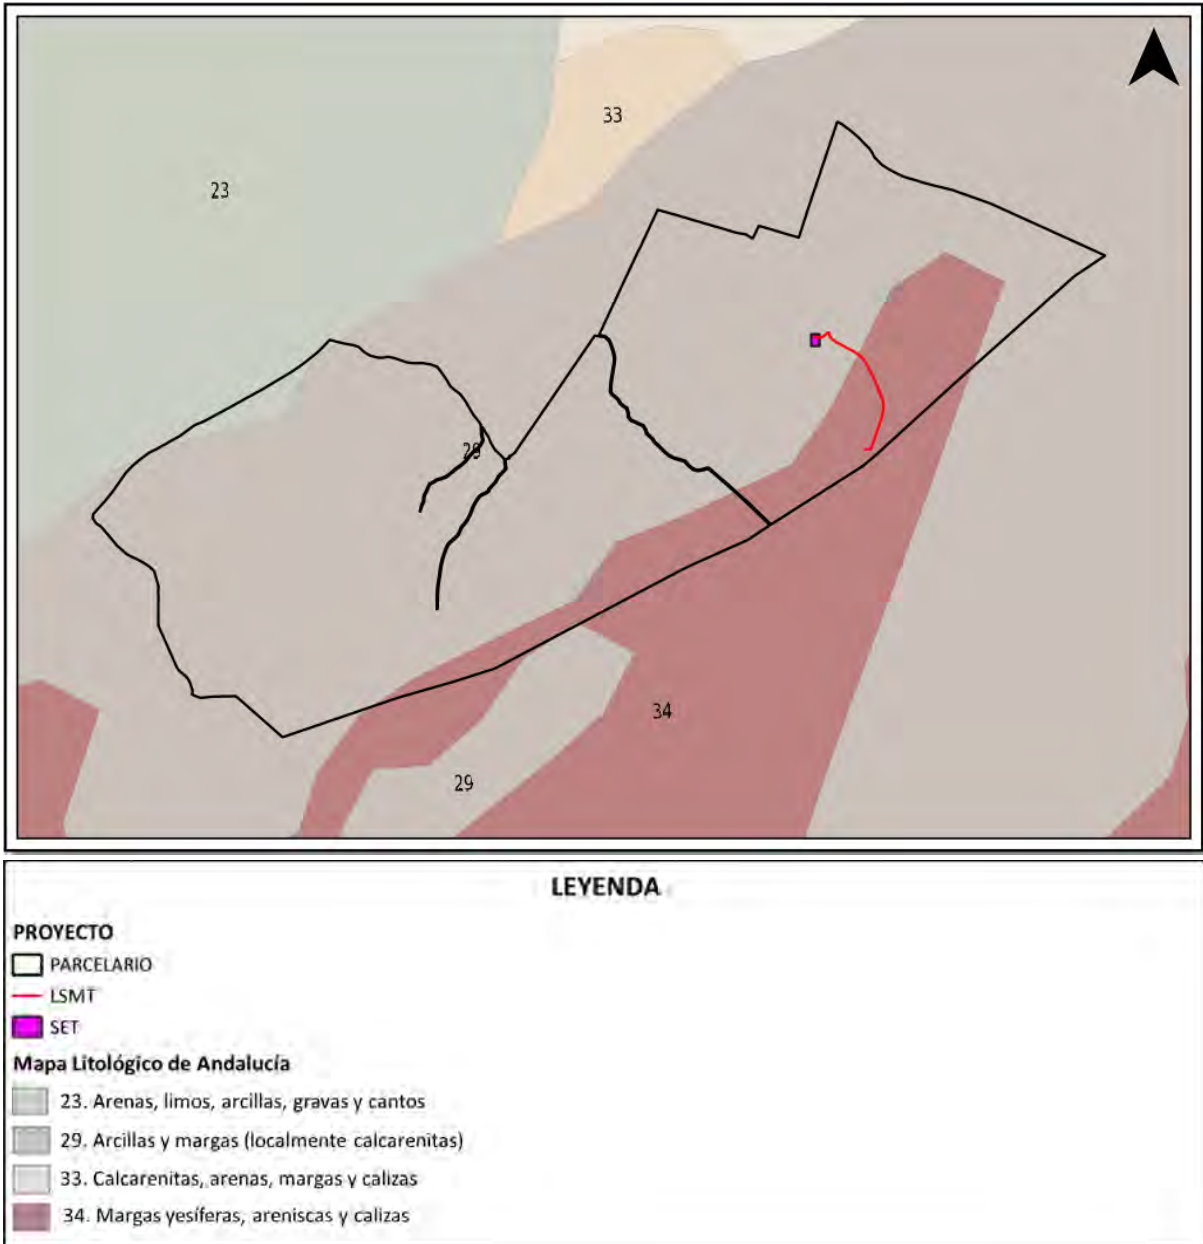 33
23
29
34
29
LEYENDA
PROYECTO
PARCELARIO
LSMT
SET
Mapa Litológico de Andalucía
23. Arenas, limos, arcillas, gravas y cantos
29. Arcillas y margas (localmente calcarenitas)
33. Calcarenitas, arenas, margas y calizas
34. Margas yesíferas, areniscas y calizas